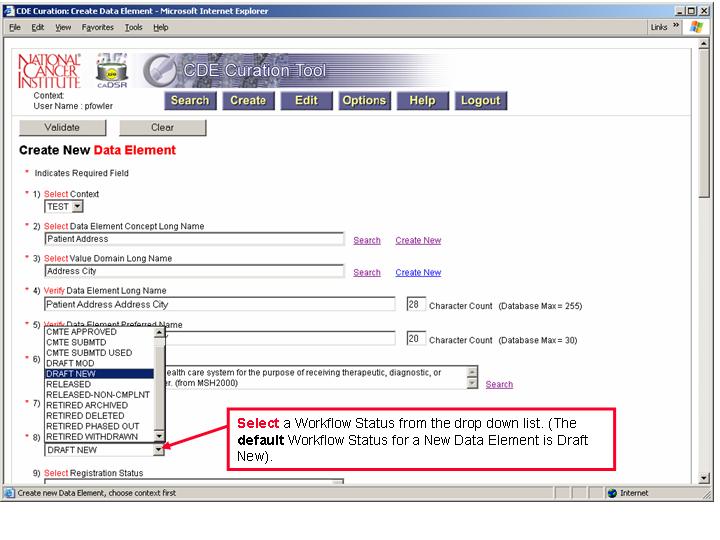 CDE Curation: Create Data Element - Microsoft Internet Explorer
File Edit View Favorites Tools Help
Links »
NATIONAL CANCER INSTITUTE
caDSR
CDE Curation Tool
Context:
User Name : pfowler
Search Create Edit Options Help Logout
Validate Clear
Create New Data Element
* Indicates Required Field
* 1) Select Context
TEST
* 2) Select Data Element Concept Long Name
Patient Address Search Create New
* 3) Select Value Domain Long Name
Address City Search Create New
* 4) Verify Data Element Long Name
Patient Address Address City 28 Character Count (Database Max = 255)
* 5) Verify Data Element Preferred Name
20 Character Count (Database Max = 30)
CMTE APPROVED
CMTE SUBMTD
CMTE SUBMTD USED
DRAFT MOD
DRAFT NEW
RELEASED
RELEASED-NON-CMPLNT
RETIRED ARCHIVED
RETIRED DELETED
RETIRED PHASED OUT
RETIRED WITHDRAWN
* 6)
ealth care system for the purpose of receiving therapeutic, diagnostic, or
er. (from MSH2000) Search
* 7)
* 8)
DRAFT NEW
Select a Workflow Status from the drop down list. (The
default Workflow Status for a New Data Element is Draft
New).
9) Select Registration Status
Create new Data Element, choose context first
Internet